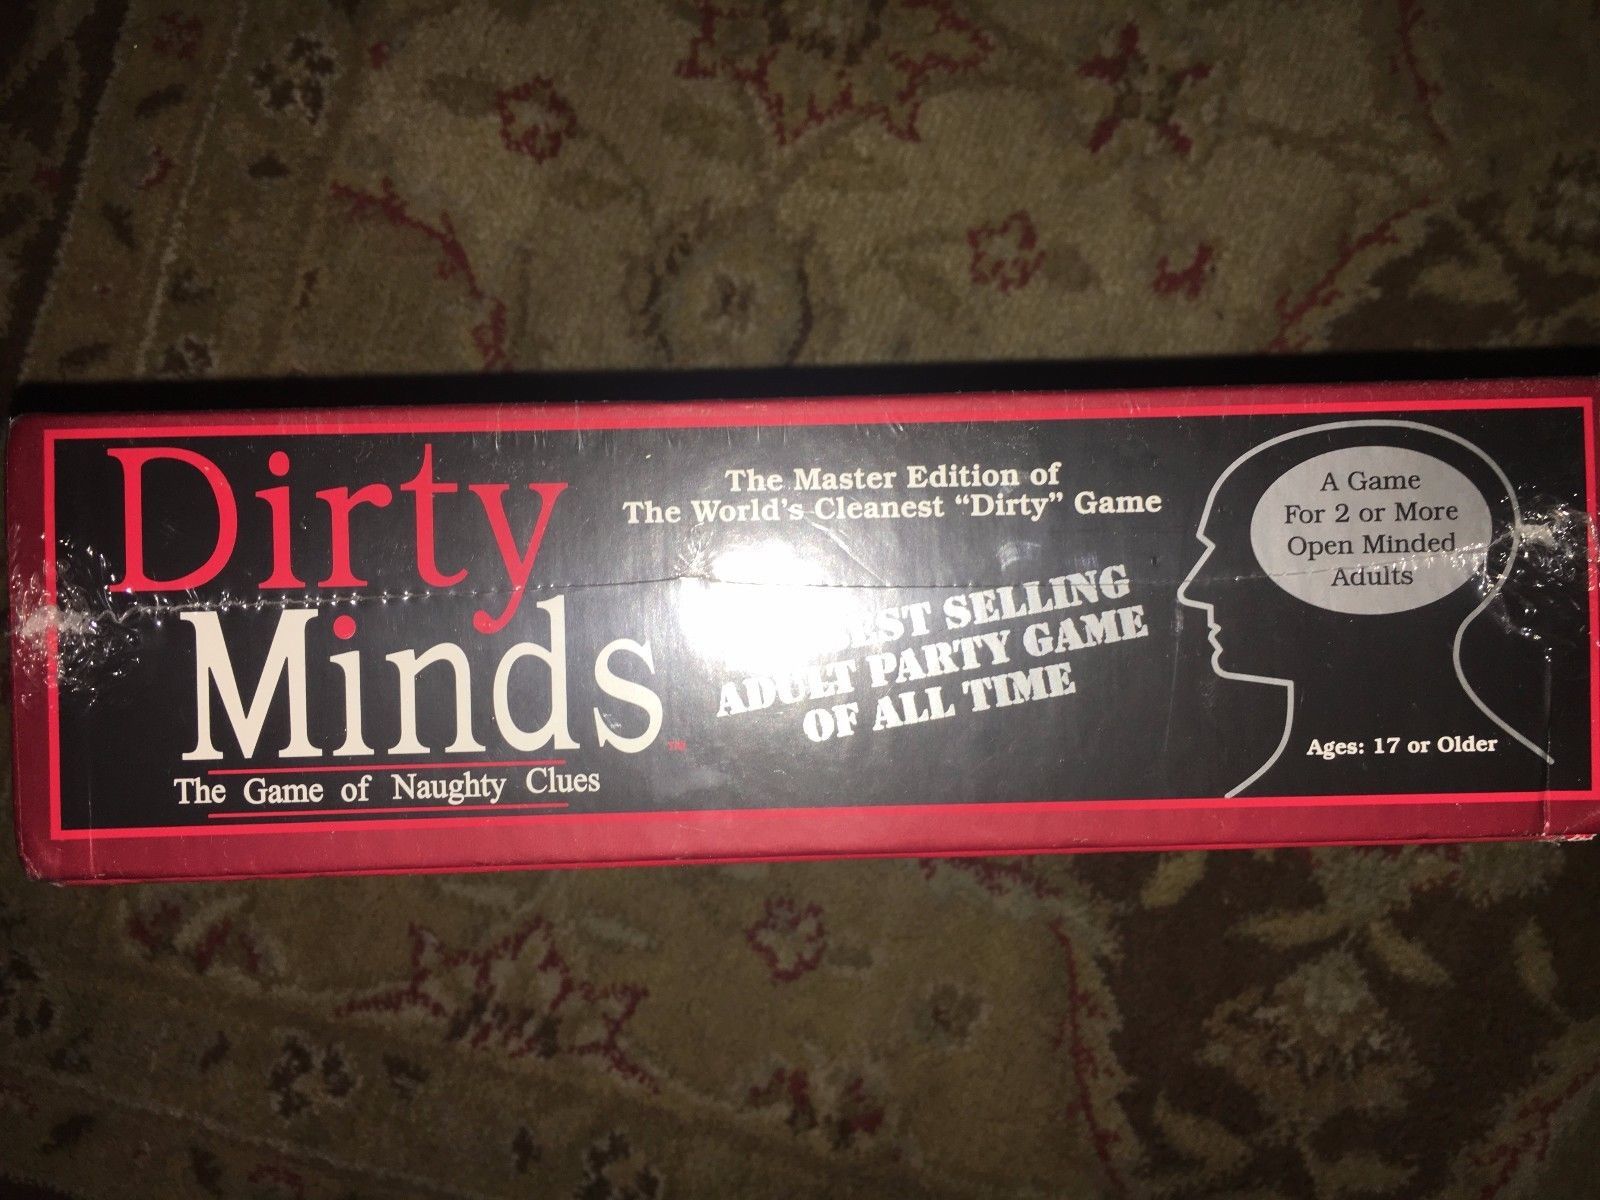 Dirty
Minds™
The Game of Naughty Clues
The Master Edition of
The World's Cleanest "Dirty" Game
SELLING
ADULT PARTY GAME
OF ALL TIME
A Game
For 2 or More
Open Minded
Adults
Ages: 17 or Older